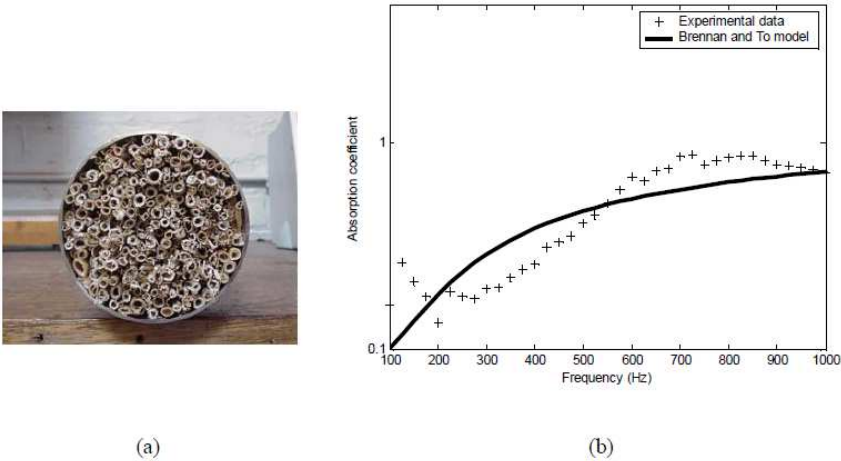 Experimental data
Brennan and To model
Absorption coefficient
1
0.1
100 200 300 400 500 600 700 800 900 1000
Frequency (Hz)
(a) (b)